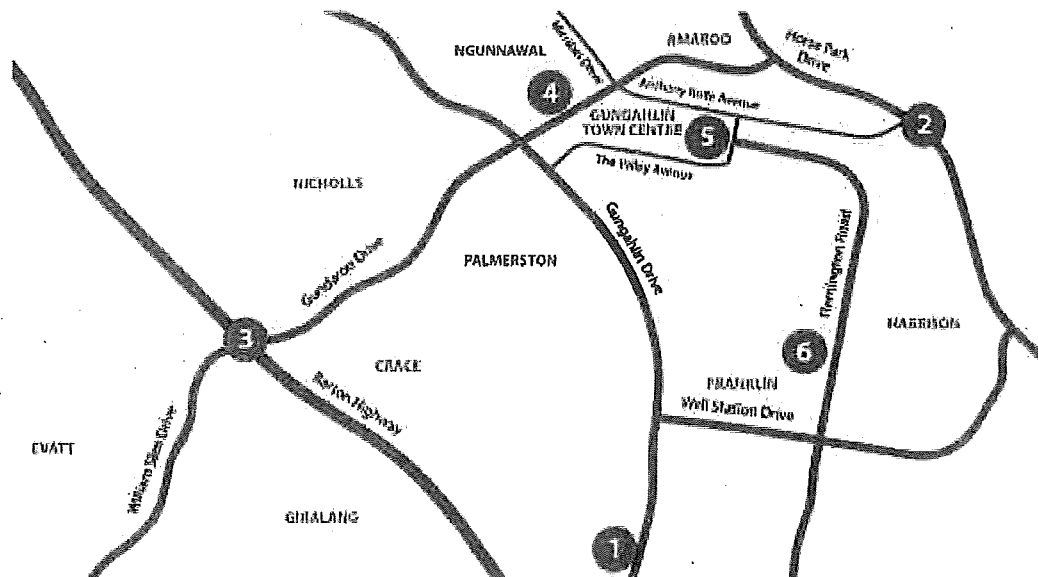 NGUNNAWAL
AMAROO
Horse Park
Drive
4
Anthony Rolfe Avenue
GUNGAHLIN
TOWN CENTRE
5
2
The Valley Avenue
NICHOLLS
Gungahlin Drive
Flemington Road
PALMERSTON
Gundaroo Drive
HARRISON
3
6
CRACE
FRANKLIN
Well Station Drive
Barton Highway
EVATT
William Slim Drive
GIRALANG
1